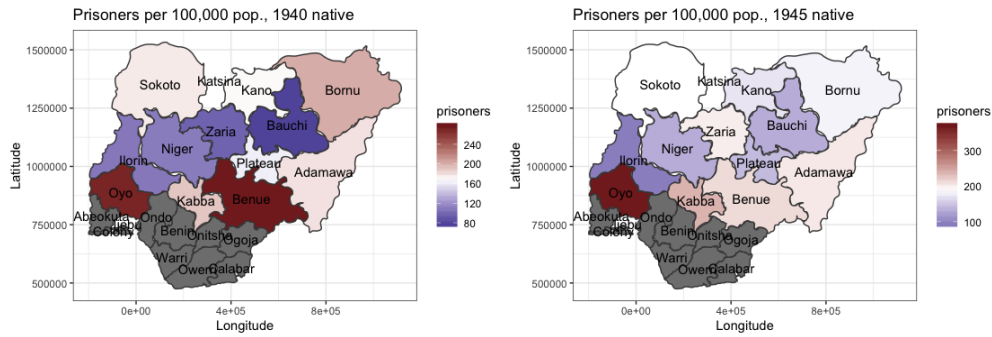 Prisoners per 100,000 pop., 1940 native
1500000
1250000
1000000
750000
500000
Latitude
Sokoto
Katsina
Kano
Bornu
Zaria
Bauchi
Niger
Ilorin
Plateau
Adamawa
Oyo
Kabba
Benue
Abeokuta
Ijebu
Colony
Ondo
Benin
Onitsha
Ogoja
Warri
Owerri
Calabar
0e+00
4e+05
8e+05
Longitude
prisoners
240
200
160
120
80
Prisoners per 100,000 pop., 1945 native
1500000
1250000
1000000
750000
500000
Latitude
Sokoto
Katsina
Kano
Bornu
Zaria
Bauchi
Niger
Ilorin
Plateau
Adamawa
Oyo
Kabba
Benue
Abeokuta
Ijebu
Colony
Ondo
Benin
Onitsha
Ogoja
Warri
Owerri
Calabar
0e+00
4e+05
8e+05
Longitude
prisoners
300
200
100